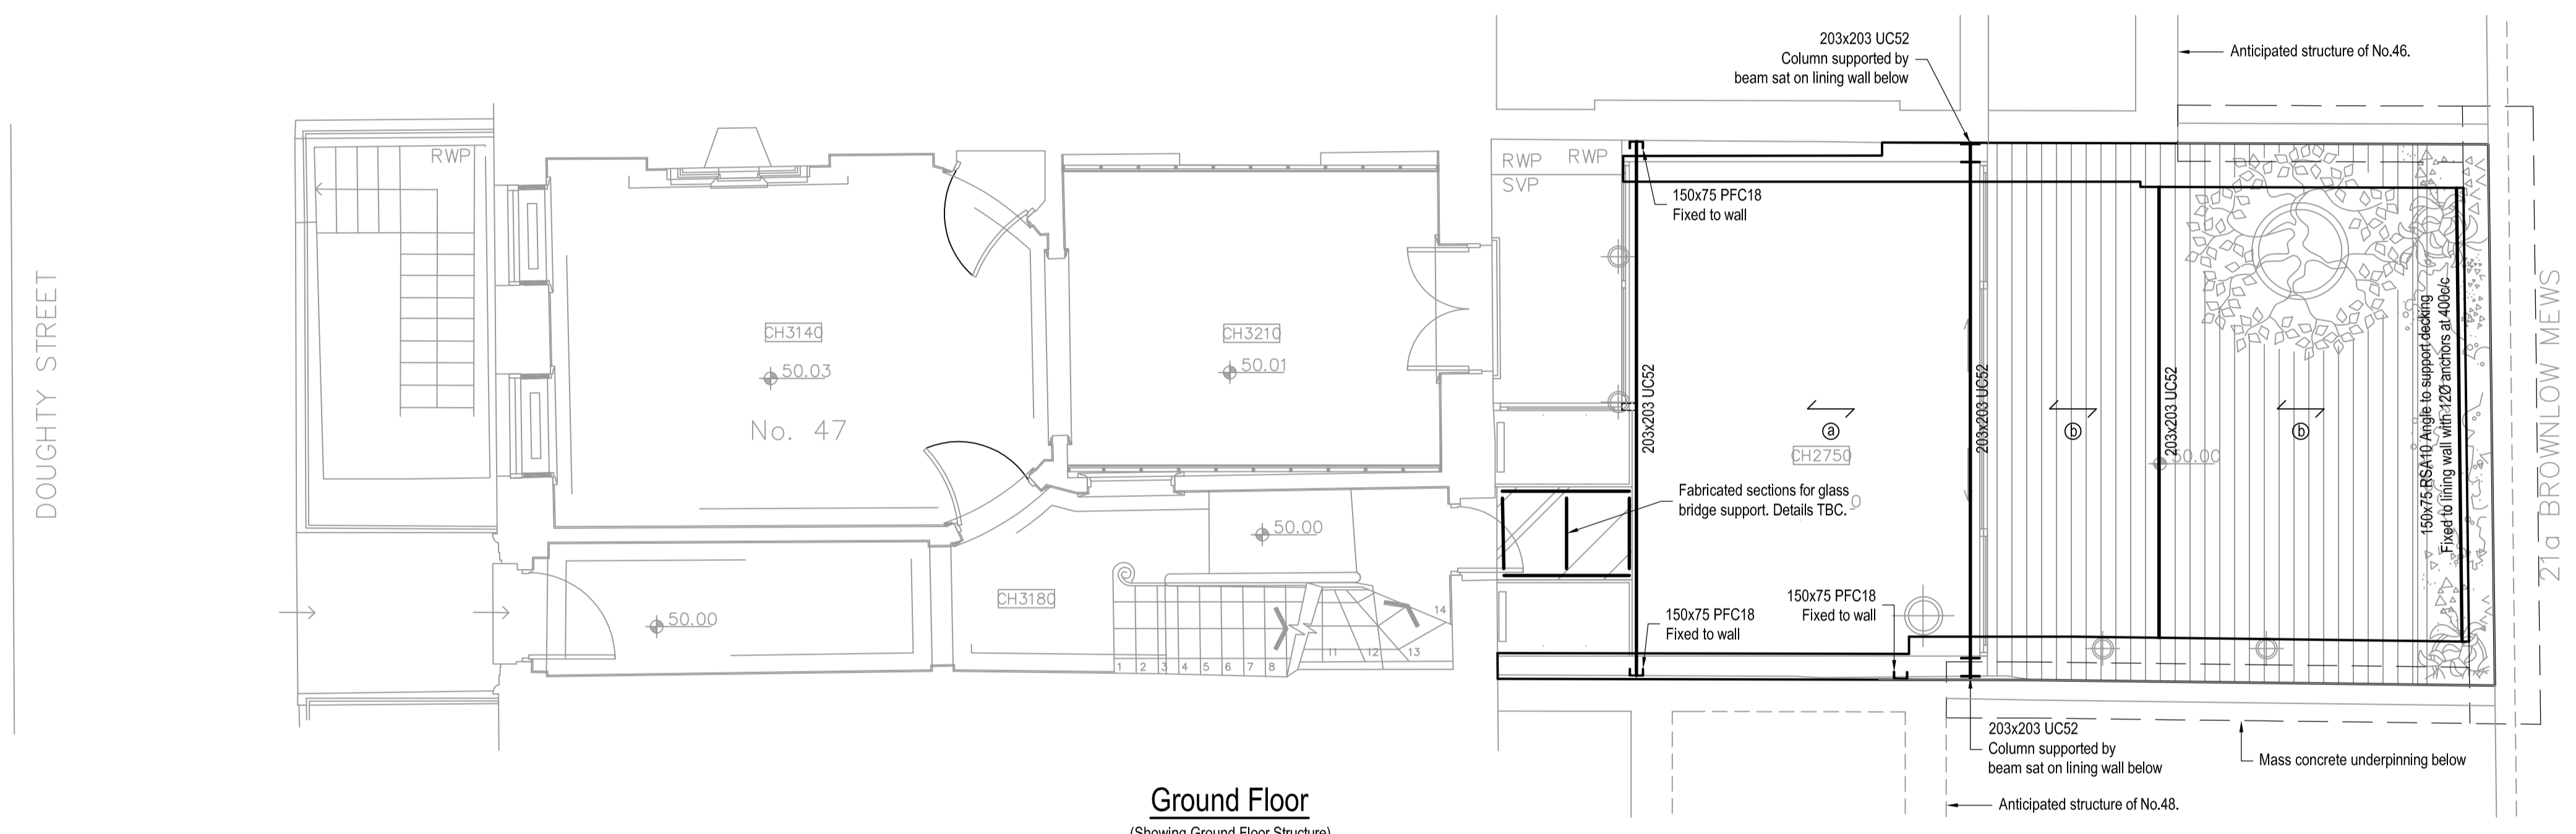 203x203 UC52
Column supported by
beam sat on lining wall below
Anticipated structure of No.46.
RWP
RWP
RWP
SVP
150x75 PFC18
Fixed to wall
DOUGHTY STREET
CH3140
50.03
No. 47
CH3210
50.01
203x203 UC52
a
CH2750
203x203 UC52
b
203x203 UC52
50.00
b
150x75 RSA10 Angle to support decking
Fixed to lining wall with 12Ø anchors at 400c/c
21a BROWNLOW MEWS
Fabricated sections for glass
bridge support. Details TBC.
0
50.00
CH3180
50.00
1 2 3 4 5 6 7 8
11 12 13 14
150x75 PFC18
Fixed to wall
150x75 PFC18
Fixed to wall
203x203 UC52
Column supported by
beam sat on lining wall below
Mass concrete underpinning below
Anticipated structure of No.48.
Ground Floor
(Showing Ground Floor Structure)